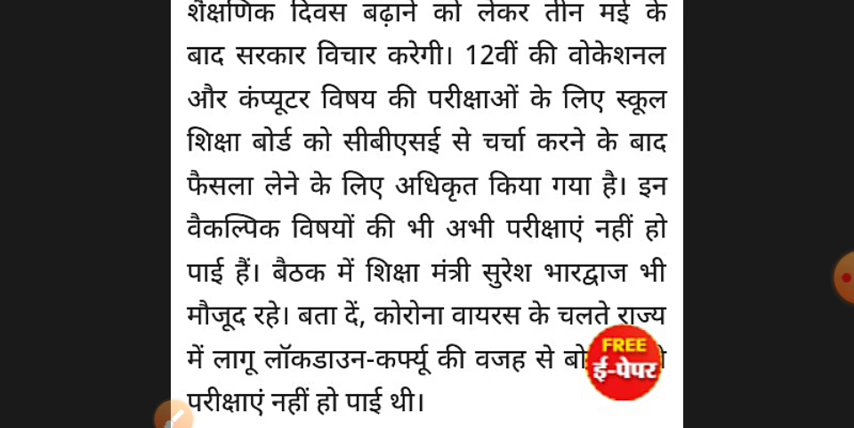 शैक्षणिक दिवस बढ़ाने को लेकर तीन मई के
बाद सरकार विचार करेगी। 12वीं की वोकेशनल
और कंप्यूटर विषय की परीक्षाओं के लिए स्कूल
शिक्षा बोर्ड को सीबीएसई से चर्चा करने के बाद
फैसला लेने के लिए अधिकृत किया गया है। इन
वैकल्पिक विषयों की भी अभी परीक्षाएं नहीं हो
पाई हैं। बैठक में शिक्षा मंत्री सुरेश भारद्वाज भी
मौजूद रहे। बता दें, कोरोना वायरस के चलते राज्य
में लागू लॉकडाउन-कर्फ्यू की वजह से
परीक्षाएं नहीं हो पाई थी।
FREE
ई-पेपर